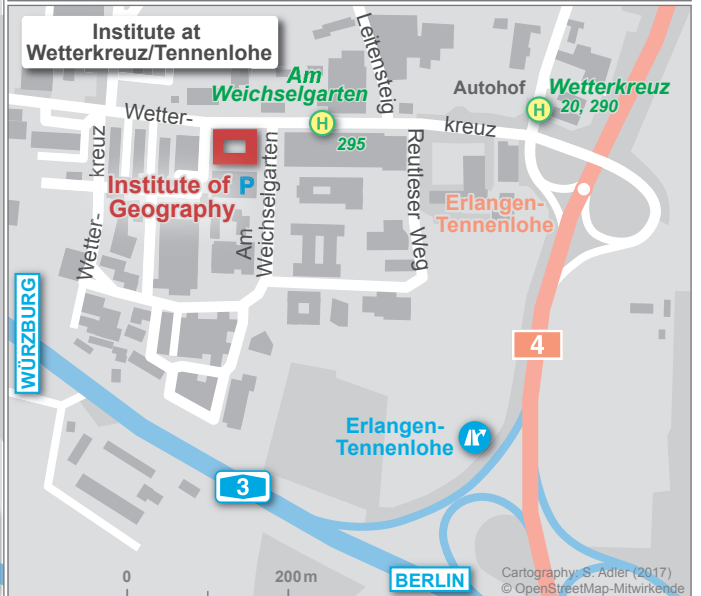 Institute at
Wetterkreuz/Tennenlohe
Leitensteig
Am
Weichselgarten
H
295
Autohof
Wetterkreuz
20, 290
H
Wetter-
kreuz
Wetter-
kreuz
Institute of
Geography
P
Am
Weichselgarten
Reutleser Weg
Erlangen-
Tennenlohe
WÜRZBURG
4
Erlangen-
Tennenlohe
3
BERLIN
0
200 m
Cartography: S. Adler (2017)
© OpenStreetMap-Mitwirkende